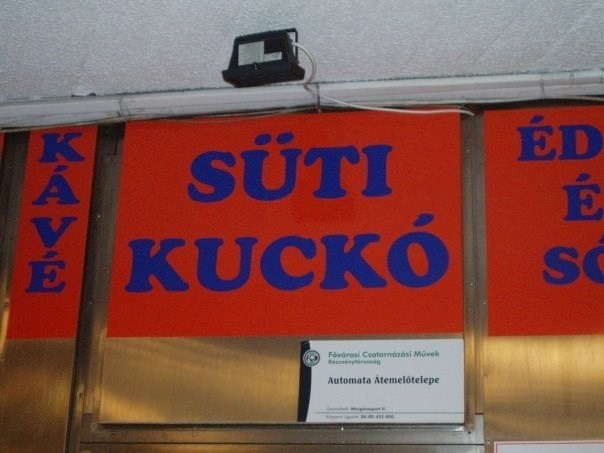 KÁVÉ
SÜTI
KUCKÓ
ÉD
É
SÓ
Fővárosi Csatornázási Művek
Részvénytársaság
Automata Átemelőtelepe